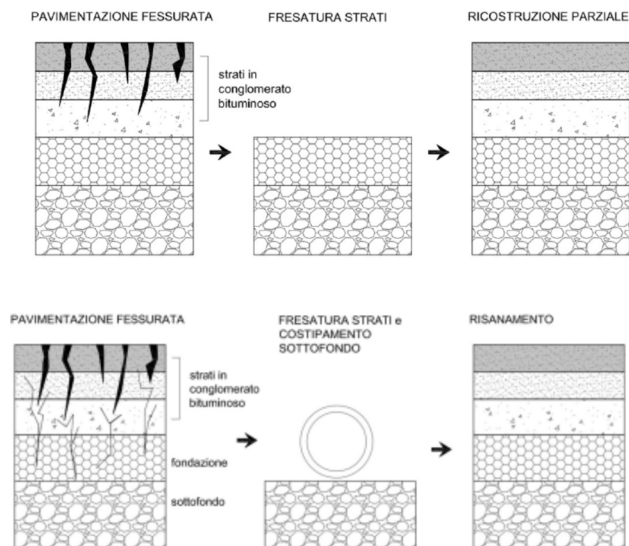 PAVIMENTAZIONE FESSURATA
FRESATURA STRATI
RICOSTRUZIONE PARZIALE
strati in
conglomerato
bituminoso
PAVIMENTAZIONE FESSURATA
FRESATURA STRATI e
COSTIPAMENTO
SOTTOFONDO
RISANAMENTO
strati in
conglomerato
bituminoso
fondazione
sottofondo